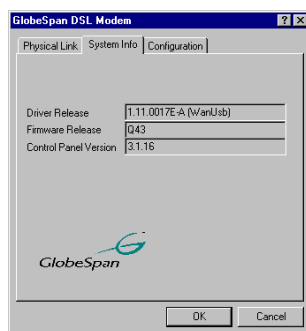 GlobeSpan DSL Modem
Physical Link System Info Configuration
Driver Release 1.11.0017E-A (WanUsb)
Firmware Release Q43
Control Panel Version 3.1.16
GlobeSpan
OK Cancel